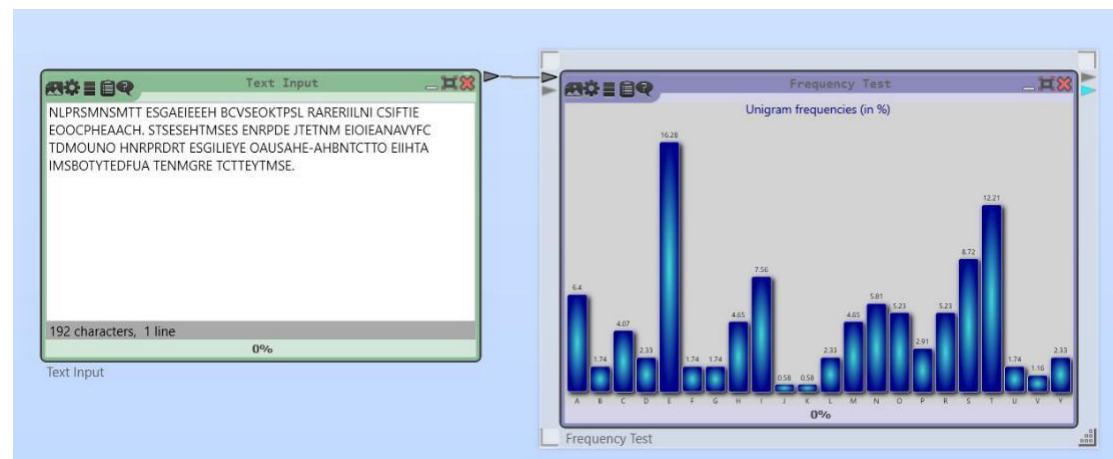 Text Input
NLPRSMNSMTT ESGAEIEEEH BCVSEOKTPSL RARERIILNI CSIFTIE
EOOCPHEAACH. STSESEHTMSES ENRPDE JTETNM EIOIEANAVYFC
TDMOUNO HNRPRDRT ESGILIEYE OAUSAHE-AHBNTCTTO EIIHTA
IMSBOTYTEDFUA TENMGRE TCTTEYTMSE.
192 characters, 1 line
0%
Text Input
Frequency Test
Unigram frequencies (in %)
6.4 1.74 4.07 2.33 16.28 1.74 1.74 4.65 7.56 0.58 0.58 2.33 4.65 5.81 5.23 2.91 5.23 8.72 12.21 1.74 1.16 2.33
A B C D E F G H I J K L M N O P R S T U V Y
0%
Frequency Test